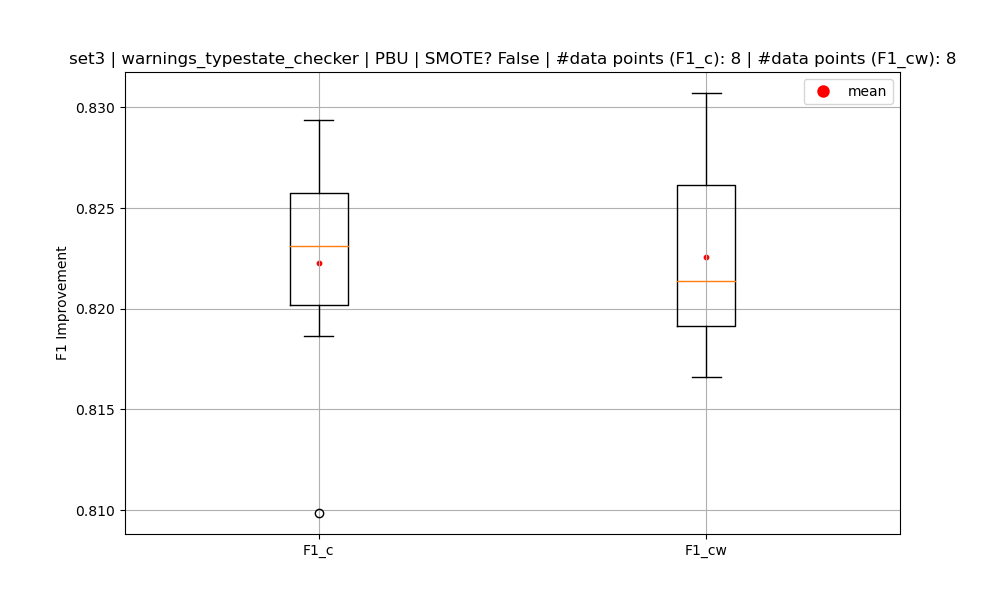 set3 | warnings_typestate_checker | PBU | SMOTE? False | #data points (F1_c): 8 | #data points (F1_cw): 8
mean
0.830
0.825
0.820
0.815
0.810
F1 Improvement
F1_c
F1_cw